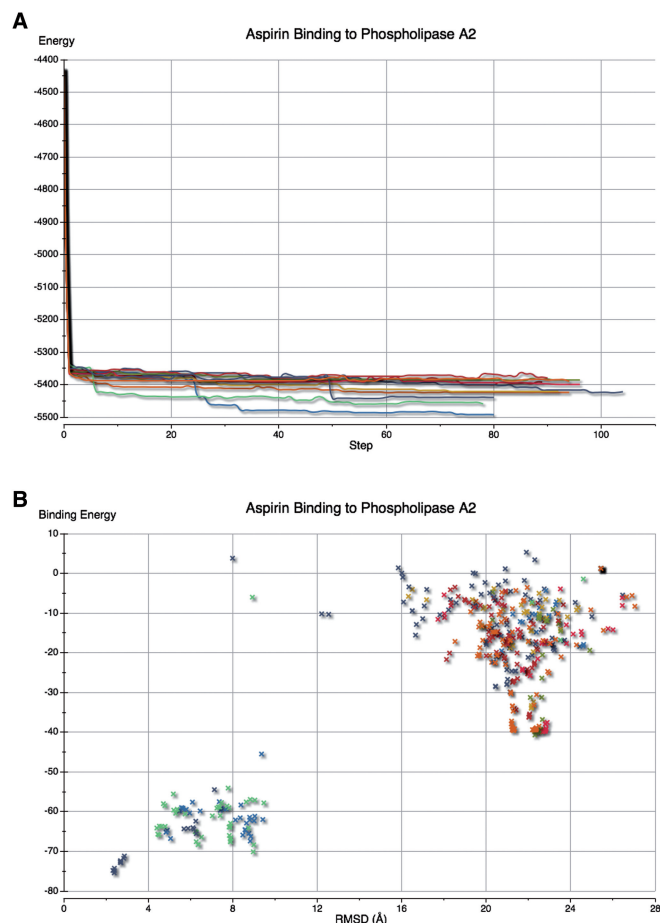 A
Aspirin Binding to Phospholipase A2
Energy
-4400
-4500
-4600
-4700
-4800
-4900
-5000
-5100
-5200
-5300
-5400
-5500
0 20 40 60 80 100
Step
B
Aspirin Binding to Phospholipase A2
Binding Energy
10
0
-10
-20
-30
-40
-50
-60
-70
-80
0 4 8 12 16 20 24 28
RMSD (Å)